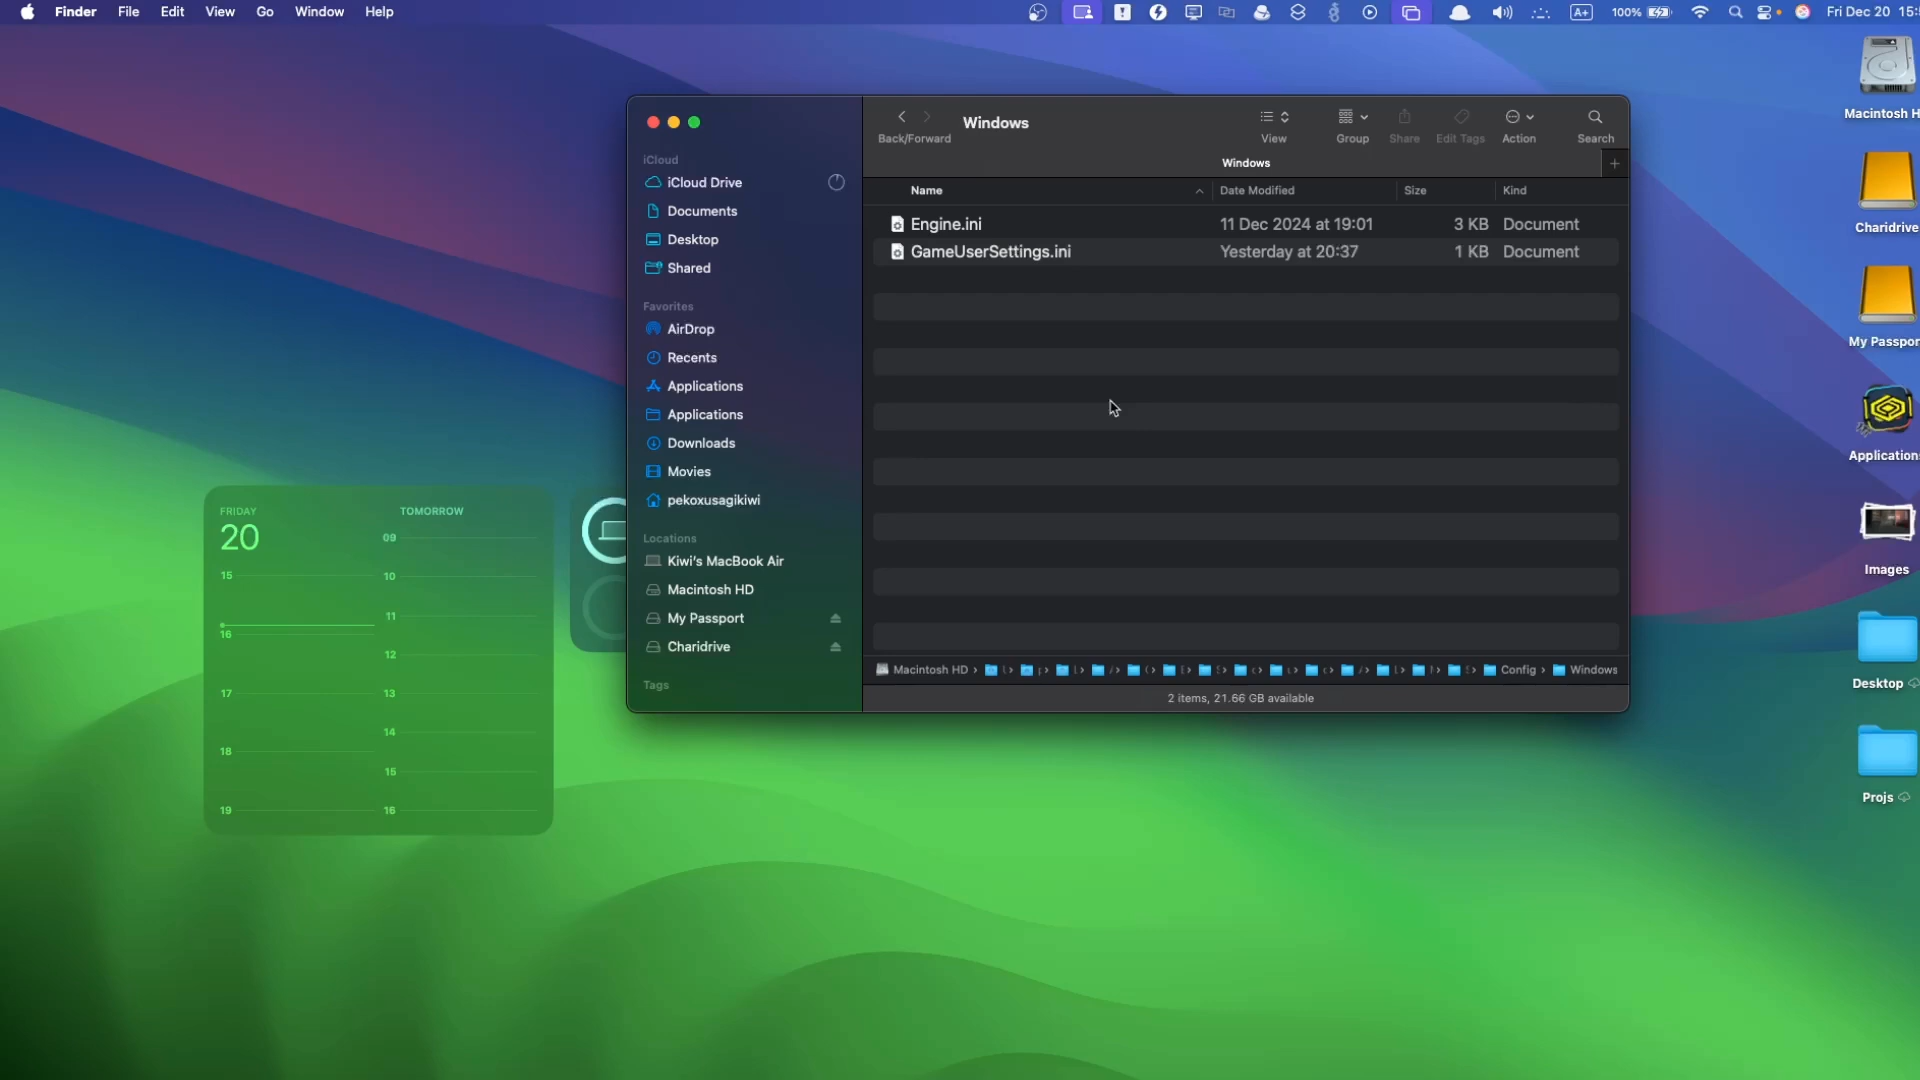 Finder File Edit View Go Window Help
A+ 100% Fri Dec 20 15:
Windows
Back/Forward View Group Share Edit Tags Action Search
Windows
Name Date Modified Size Kind
Engine.ini 11 Dec 2024 at 19:01 3 KB Document
GameUserSettings.ini Yesterday at 20:37 1 KB Document
Macintosh HD Config Windows
2 items, 21.66 GB available
iCloud
iCloud Drive
Documents
Desktop
Shared
Favorites
AirDrop
Recents
Applications
Applications
Downloads
Movies
pekoxusagikiwi
Locations
Kiwi's MacBook Air
Macintosh HD
My Passport
Charidrive
Tags
FRIDAY
20
15
16
17
18
19
TOMORROW
09
10
11
12
13
14
15
16
Macintosh H
Charidrive
My Passpor
Application
Images
Desktop
Projs